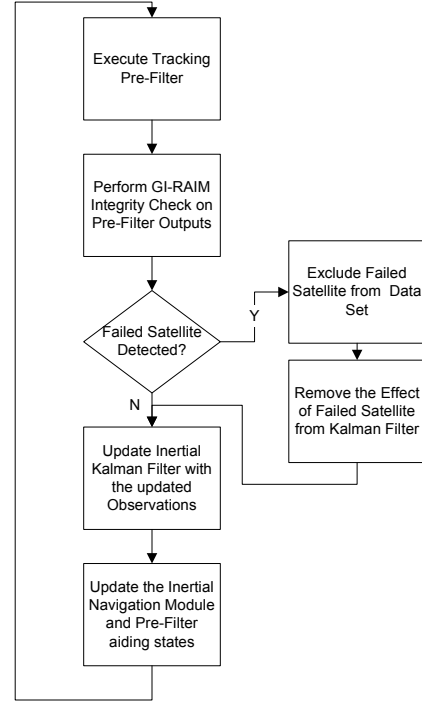 Execute Tracking
Pre-Filter
Perform GI-RAIM
Integrity Check on
Pre-Filter Outputs
Failed Satellite
Detected?
Y
Exclude Failed
Satellite from Data
Set
Remove the Effect
of Failed Satellite
from Kalman Filter
N
Update Inertial
Kalman Filter with
the updated
Observations
Update the Inertial
Navigation Module
and Pre-Filter
aiding states